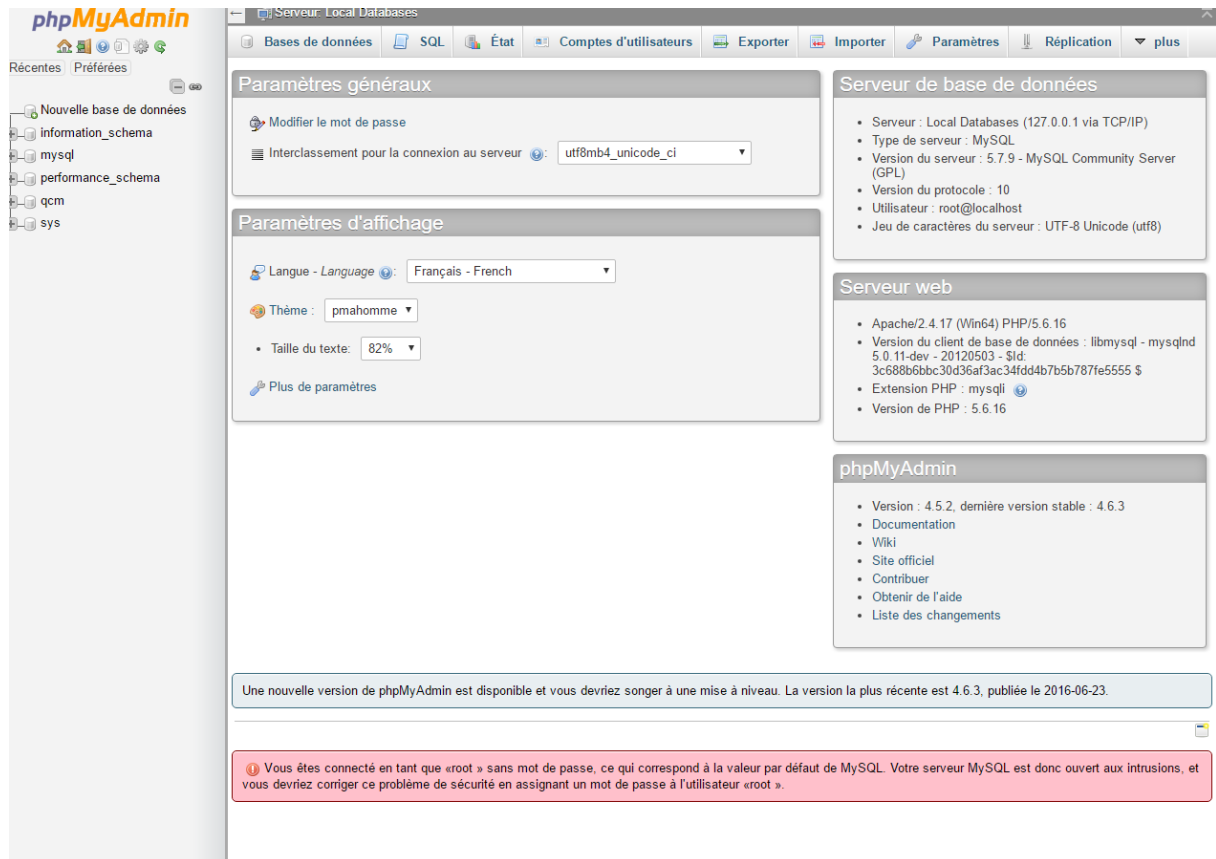 phpMyAdmin
Récentes Préférées
Nouvelle base de données
information_schema
mysql
performance_schema
qcm
sys
Serveur: Local Databases
Bases de données SQL État Comptes d'utilisateurs Exporter Importer Paramètres Réplication plus
Paramètres généraux
Modifier le mot de passe
Interclassement pour la connexion au serveur : utf8mb4_unicode_ci
Paramètres d'affichage
Langue - Language : Français - French
Thème : pmahomme
• Taille du texte: 82%
Plus de paramètres
Serveur de base de données
• Serveur : Local Databases (127.0.0.1 via TCP/IP)
• Type de serveur : MySQL
• Version du serveur : 5.7.9 - MySQL Community Server
(GPL)
• Version du protocole : 10
• Utilisateur : root@localhost
• Jeu de caractères du serveur : UTF-8 Unicode (utf8)
Serveur web
• Apache/2.4.17 (Win64) PHP/5.6.16
• Version du client de base de données : libmysql - mysqlnd
5.0.11-dev - 20120503 - $Id:
3c688b6bbc30d36af3ac34fdd4b7b5b787fe5555 $
• Extension PHP : mysqli
• Version de PHP : 5.6.16
phpMyAdmin
• Version : 4.5.2, dernière version stable : 4.6.3
• Documentation
• Wiki
• Site officiel
• Contribuer
• Obtenir de l'aide
• Liste des changements
Une nouvelle version de phpMyAdmin est disponible et vous devriez songer à une mise à niveau. La version la plus récente est 4.6.3, publiée le 2016-06-23.
Vous êtes connecté en tant que «root » sans mot de passe, ce qui correspond à la valeur par défaut de MySQL. Votre serveur MySQL est donc ouvert aux intrusions, et
vous devriez corriger ce problème de sécurité en assignant un mot de passe à l'utilisateur «root ».